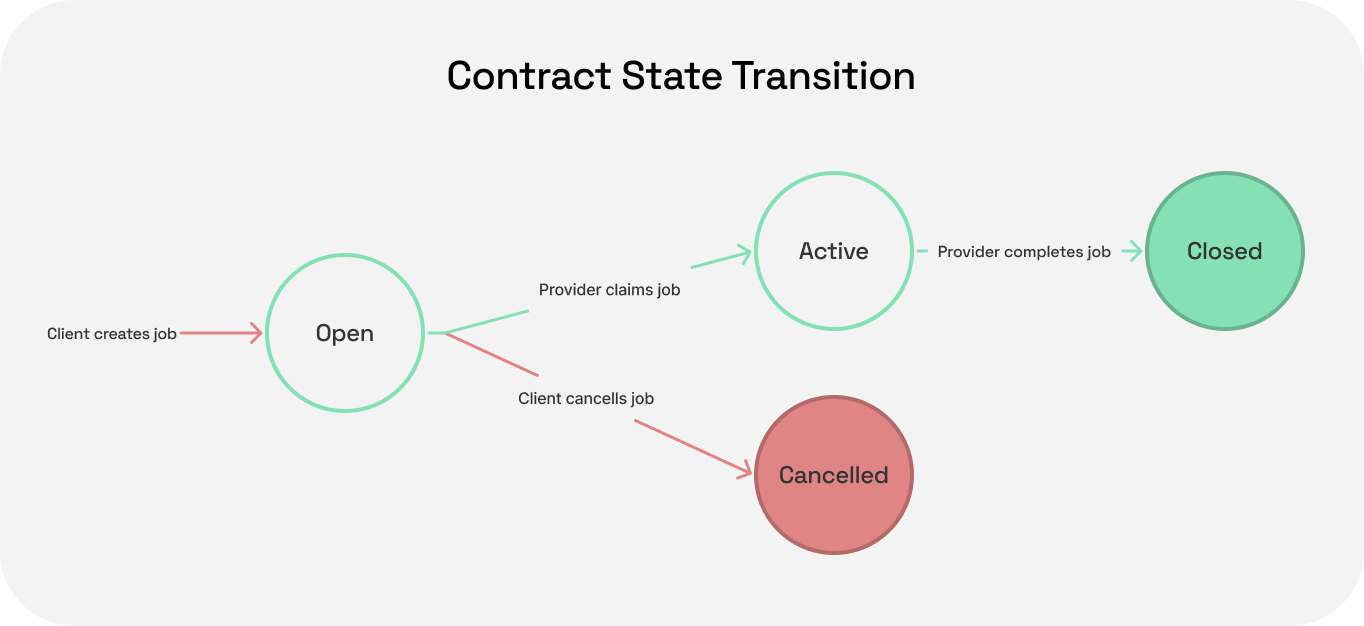 Contract State Transition
Client creates job
Open
Provider claims job
Client cancells job
Active
Provider completes job
Closed
Cancelled